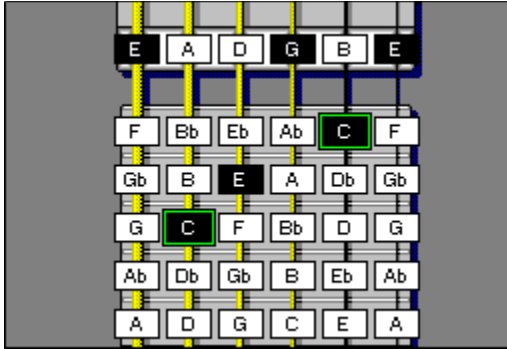 E A D G B E
F Bb Eb Ab C F
Gb B E A Db Gb
G C F Bb D G
Ab Db Gb B Eb Ab
A D G C E A